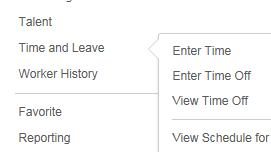 Talent
Time and Leave
Worker History
Favorite
Reporting
Enter Time
Enter Time Off
View Time Off
View Schedule for